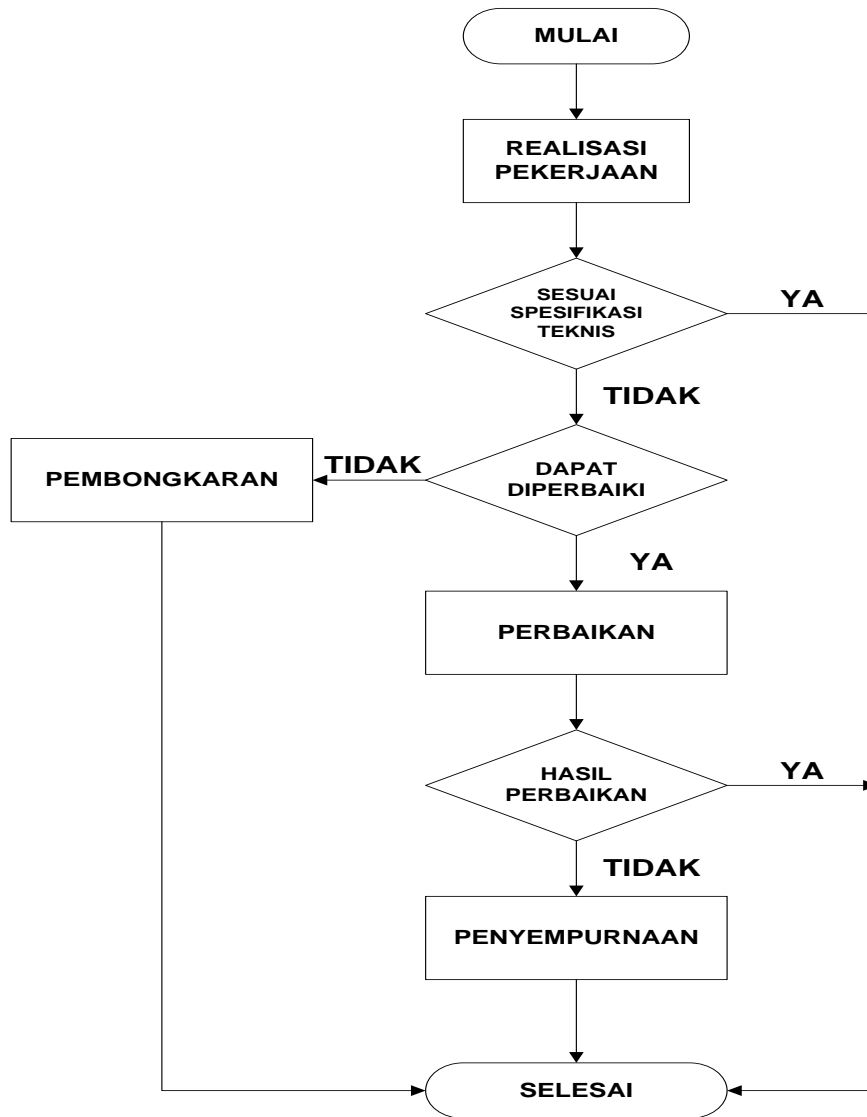 MULAI
REALISASI
PEKERJAAN
SESUAI
SPESIFIKASI
TEKNIS
YA
TIDAK
DAPAT
DIPERBAIKI
TIDAK
PEMBONGKARAN
YA
PERBAIKAN
HASIL
PERBAIKAN
YA
TIDAK
PENYEMPURNAAN
SELESAI